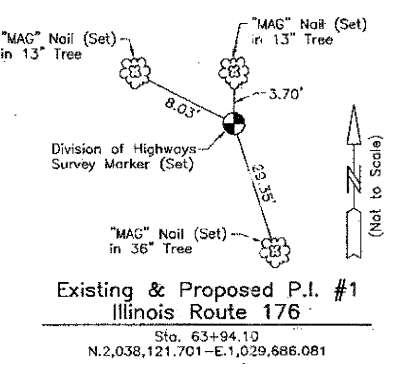 "MAG" Nail (Set)
in 13" Tree
"MAG" Nail (Set)
in 13" Tree
8.03'
3.70'
Division of Highways
Survey Marker (Set)
29.35'
N
(Not to Scale)
"MAG" Nail (Set)
in 36" Tree
Existing & Proposed P.I. #1
Illinois Route 176
Sta. 63+94.10
N.2,038,121.701-E.1,029,686.081